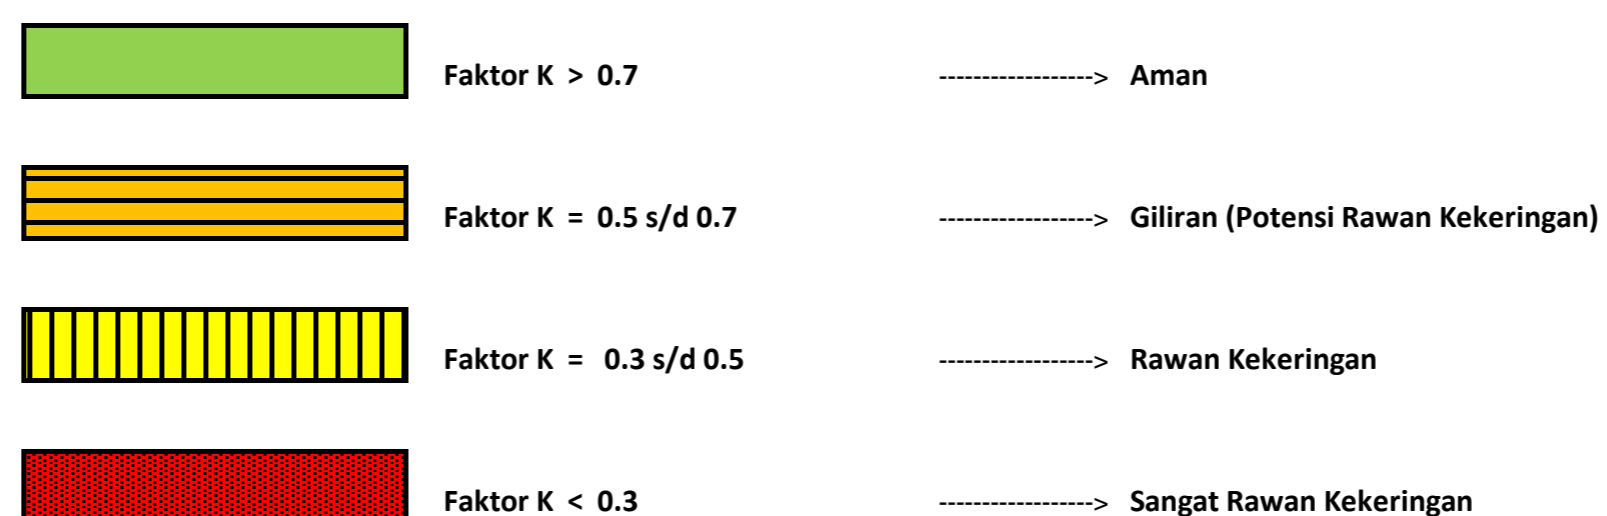 Faktor K > 0.7 ------------------> Aman
Faktor K = 0.5 s/d 0.7 ------------------> Giliran (Potensi Rawan Kekeringan)
Faktor K = 0.3 s/d 0.5 ------------------> Rawan Kekeringan
Faktor K < 0.3 ------------------> Sangat Rawan Kekeringan